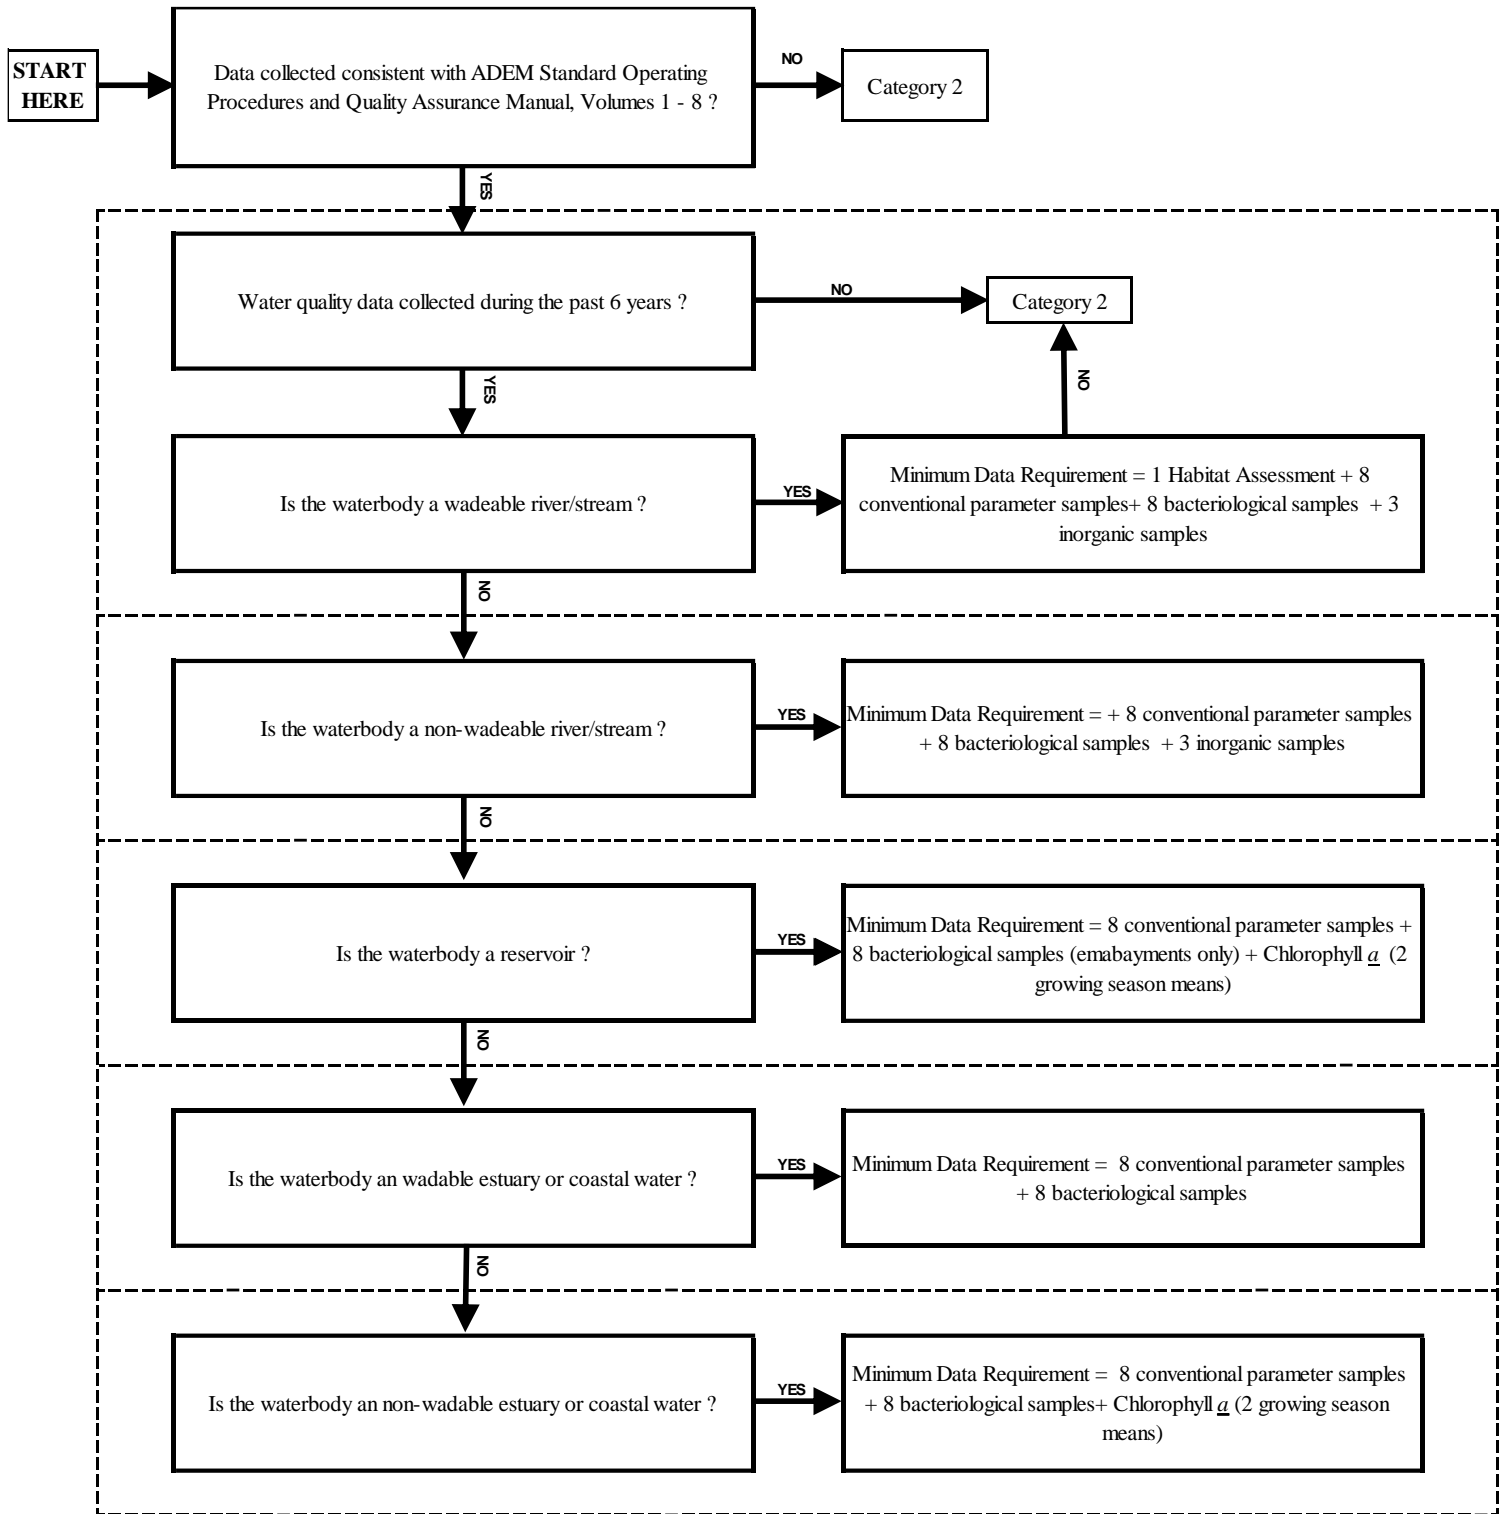 START
HERE
Data collected consistent with ADEM Standard Operating
Procedures and Quality Assurance Manual, Volumes 1 - 8 ?
NO
Category 2
YES
Water quality data collected during the past 6 years ?
NO
Category 2
YES
NO
Is the waterbody a wadeable river/stream ?
YES
Minimum Data Requirement = 1 Habitat Assessment + 8
conventional parameter samples+ 8 bacteriological samples + 3
inorganic samples
NO
Is the waterbody a non-wadeable river/stream ?
YES
Minimum Data Requirement = + 8 conventional parameter samples
+ 8 bacteriological samples + 3 inorganic samples
NO
Is the waterbody a reservoir ?
YES
Minimum Data Requirement = 8 conventional parameter samples +
8 bacteriological samples (emabayments only) + Chlorophyll a (2
growing season means)
NO
Is the waterbody an wadable estuary or coastal water ?
YES
Minimum Data Requirement = 8 conventional parameter samples
+ 8 bacteriological samples
NO
Is the waterbody an non-wadable estuary or coastal water ?
YES
Minimum Data Requirement = 8 conventional parameter samples
+ 8 bacteriological samples+ Chlorophyll a (2 growing season
means)